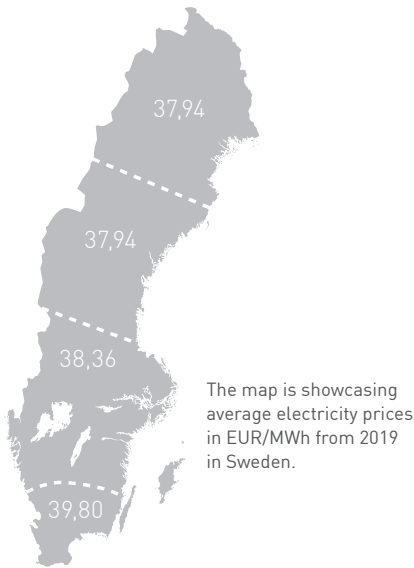 37,94
37,94
38,36
The map is showcasing
average electricity prices
in EUR/MWh from 2019
in Sweden.
39,80